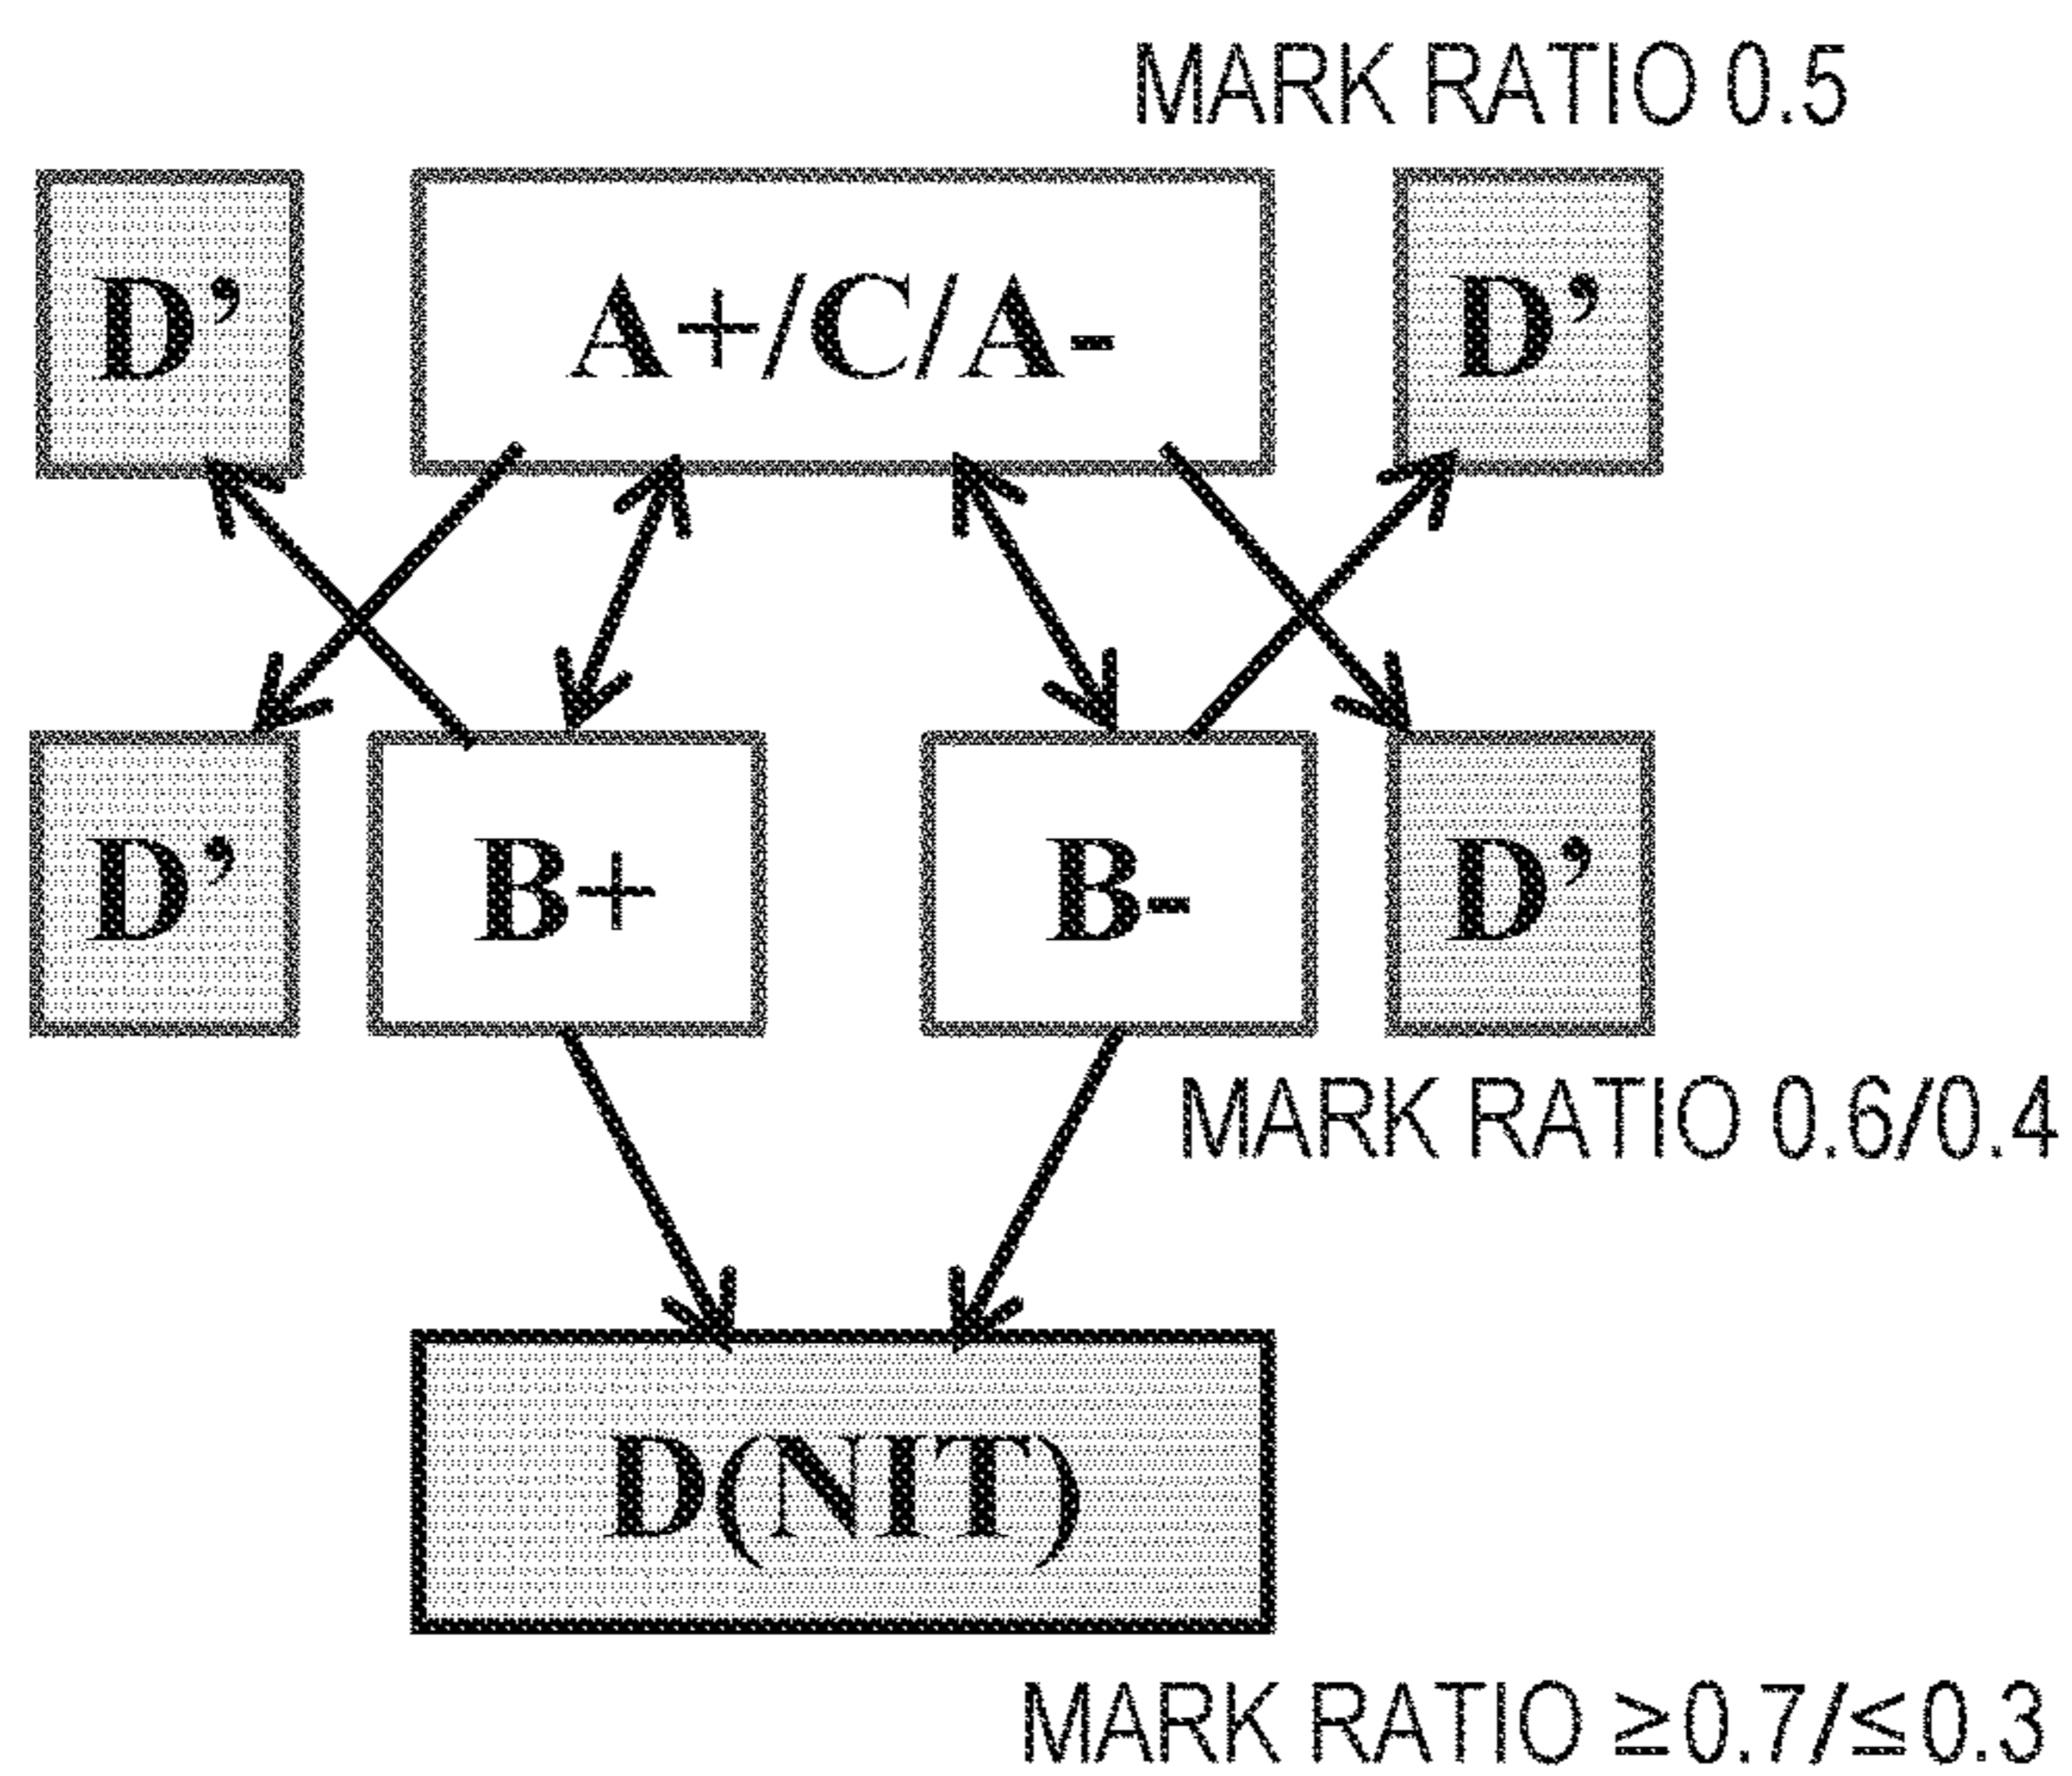 MARK RATIO 0.5
D’
A+/C/A-
D’
D’
B+
B-
D’
MARK RATIO 0.6/0.4
D(NIT)
MARK RATIO ≧0.7/≦0.3